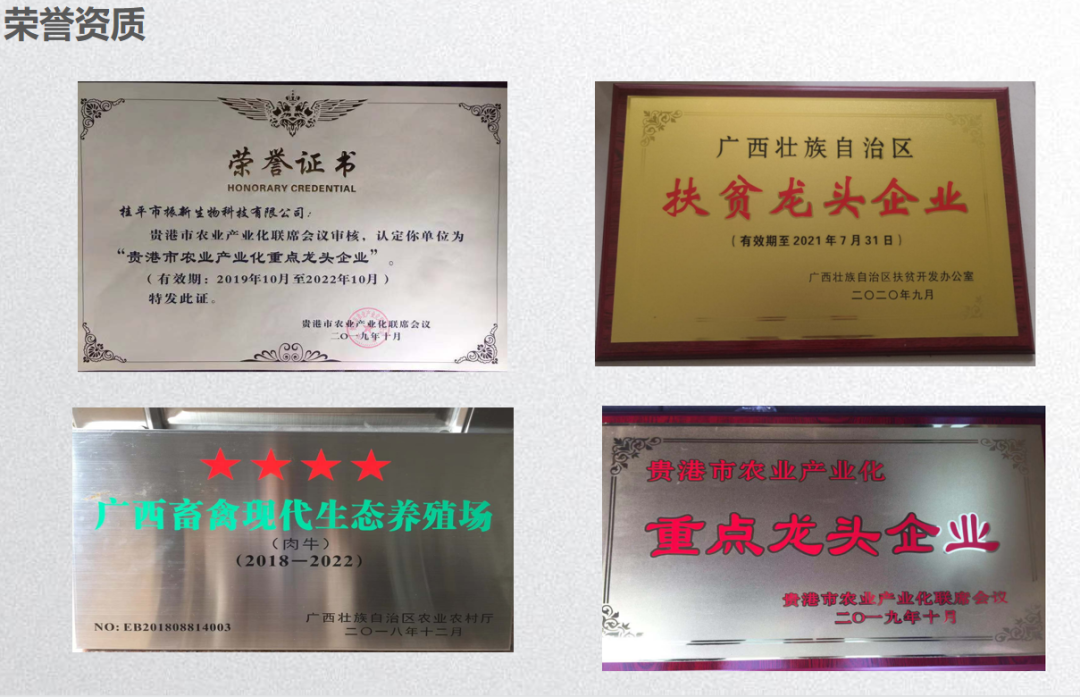 荣誉资质
荣誉证书
HONORARY CREDENTIAL
桂平市振新生物科技有限公司：
贵港市农业产业化联席会议审核，认定你单位为
“贵港市农业产业化重点龙头企业”。
（有效期：2019年10月至2022年10月）
特发此证。
贵港市农业产业化联席会议
二〇一九年十月
广西壮族自治区
扶贫龙头企业
（有效期至2021年7月31日）
广西壮族自治区扶贫开发办公室
二〇二〇年九月
广西畜禽现代生态养殖场
（肉牛）
（2018—2022）
NO: EB201808814003
广西壮族自治区农业农村厅
二〇一八年十二月
贵港市农业产业化
重点龙头企业
贵港市农业产业化联席会议
二〇一九年十月